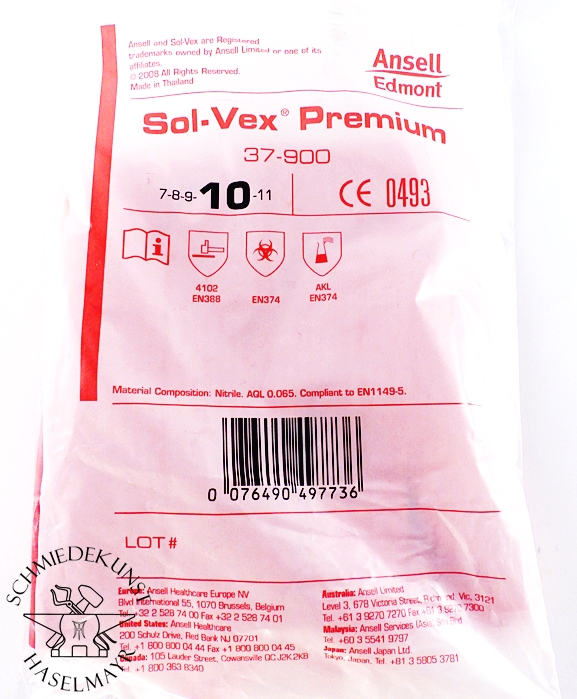 Ansell and Sol-Vex are Registered
trademarks owned by Ansell Limited or one of its
affiliates.
© 2008 All Rights Reserved.
Made in Thailand
Ansell
Edmont
Sol-Vex® Premium
37-900
7-8-9-10-11
CE 0493
i
4102
EN388
EN374
AKL
EN374
Material Composition: Nitrile. AQL 0.065. Compliant to EN1149-5.
0 076490 497736
LOT #
Europe: Ansell Healthcare Europe NV
Blvd International 55, 1070 Brussels, Belgium
Tel. + 32 2 528 74 00 Fax +32 2 528 74 01
United States: Ansell Healthcare
200 Schulz Drive, Red Bank NJ 07701
Tel. +1 800 800 04 44 Fax +1 800 800 04 45
Canada: 105 Lauder Street, Cowansville QC J2K 2K8
Tel. +1 800 363 8340
Australia: Ansell Limited
Level 3, 678 Victoria Street, Richmond, Vic, 3121
Tel. +61 3 9270 7270 Fax +61 3 9270 7300
Malaysia: Ansell Services (Asia) Sdn Bhd
Tel. +60 3 5541 9797
Japan: Ansell Japan Ltd.
Tokyo, Japan, Tel. +81 3 5805 3781
SCHMIEDEKUNST
HASELMAYR